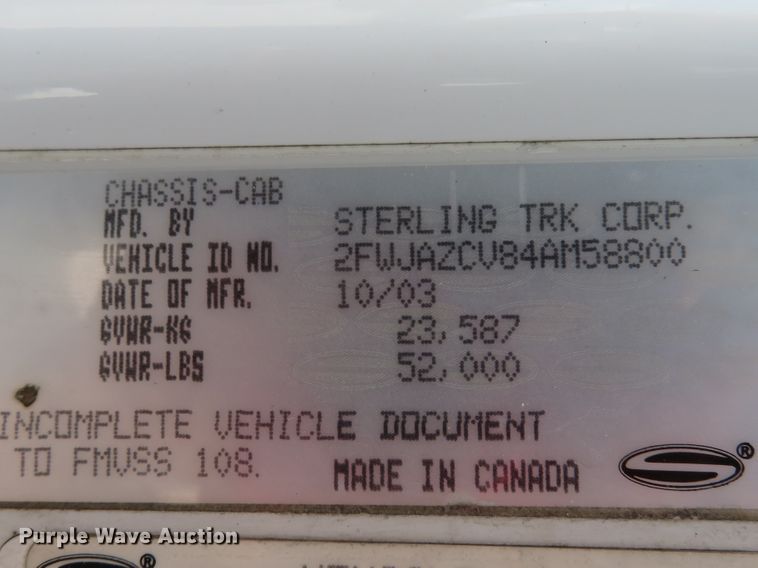 CHASSIS-CAB
MFD. BY STERLING TRK CORP.
VEHICLE ID NO. 2FWJAZCV84AM58800
DATE OF MFR. 10/03
GVWR-KG 23,587
GVWR-LBS 52,000
INCOMPLETE VEHICLE DOCUMENT
TO FMVSS 108. MADE IN CANADA
®
Purple Wave Auction
®